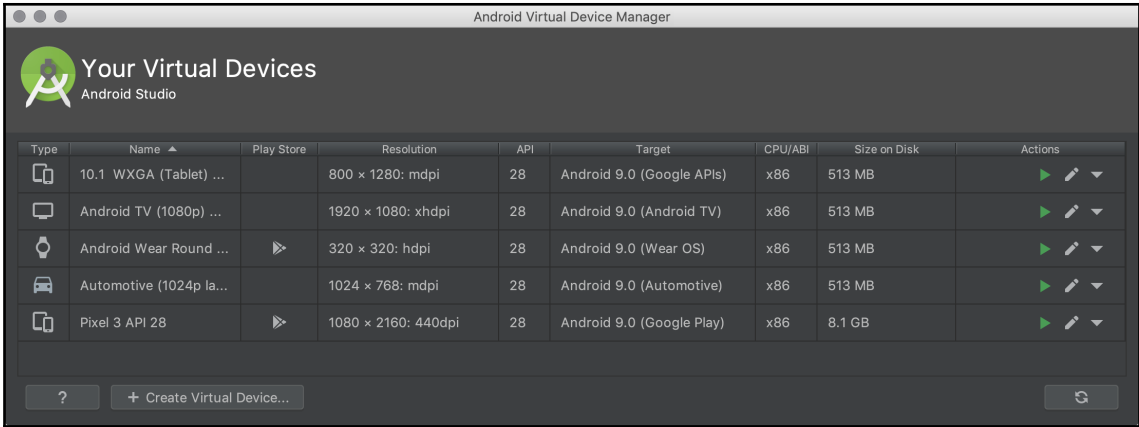 Android Virtual Device Manager
Your Virtual Devices
Android Studio
Type Name Play Store Resolution API Target CPU/ABI Size on Disk Actions
10.1 WXGA (Tablet) ... 800 × 1280: mdpi 28 Android 9.0 (Google APIs) x86 513 MB
Android TV (1080p) ... 1920 × 1080: xhdpi 28 Android 9.0 (Android TV) x86 513 MB
Android Wear Round ... 320 × 320: hdpi 28 Android 9.0 (Wear OS) x86 513 MB
Automotive (1024p la... 1024 × 768: mdpi 28 Android 9.0 (Automotive) x86 513 MB
Pixel 3 API 28 1080 × 2160: 440dpi 28 Android 9.0 (Google Play) x86 8.1 GB
? + Create Virtual Device...